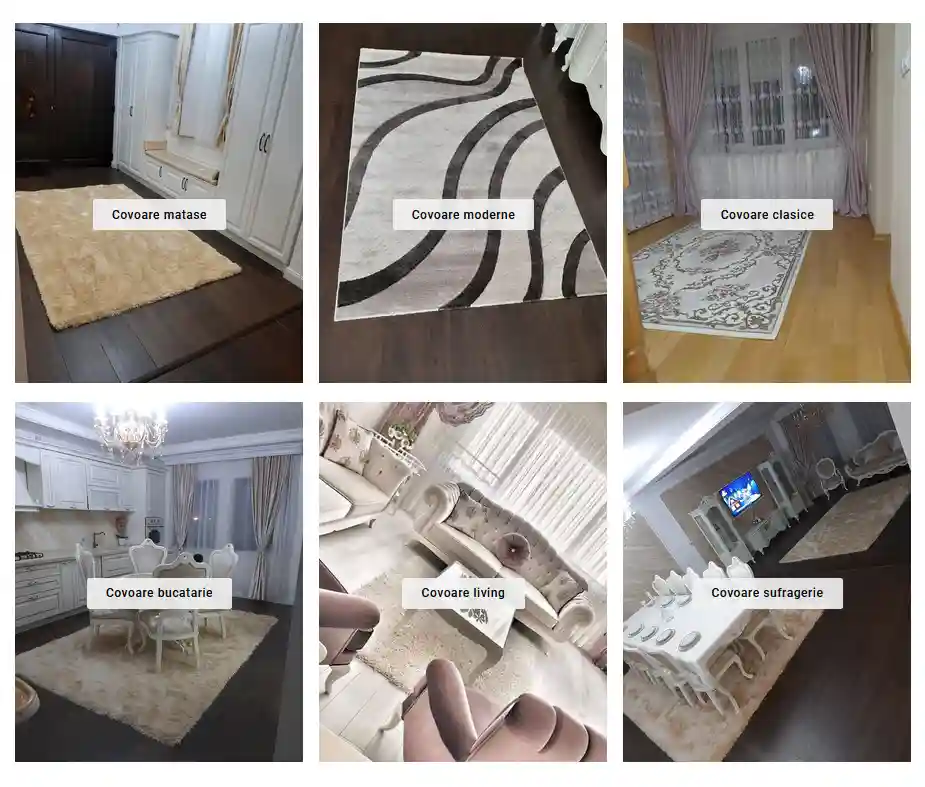 Covoare matase
Covoare moderne
Covoare clasice
Covoare bucatarie
Covoare living
Covoare sufragerie